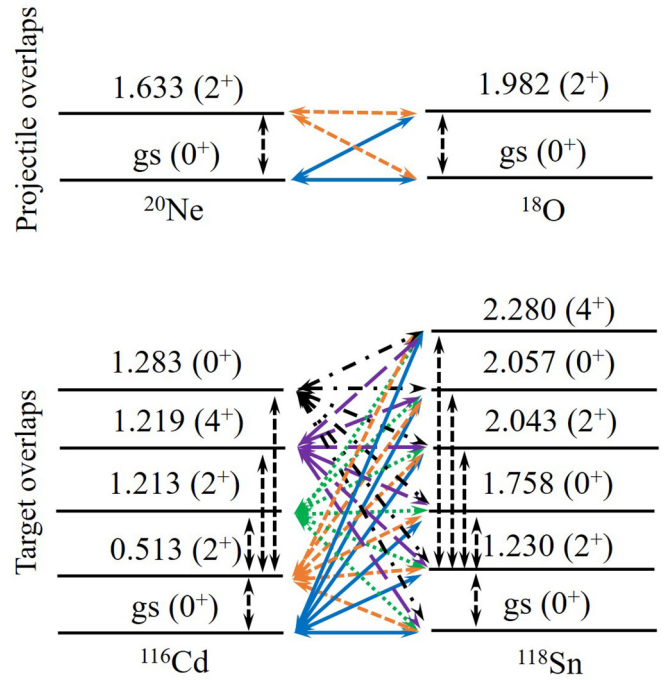 Projectile overlaps
1.633 (2⁺)
1.982 (2⁺)
gs (0⁺)
gs (0⁺)
²⁰Ne
¹⁸O
Target overlaps
2.280 (4⁺)
1.283 (0⁺)
2.057 (0⁺)
1.219 (4⁺)
2.043 (2⁺)
1.213 (2⁺)
1.758 (0⁺)
0.513 (2⁺)
1.230 (2⁺)
gs (0⁺)
gs (0⁺)
¹¹⁶Cd
¹¹⁸Sn